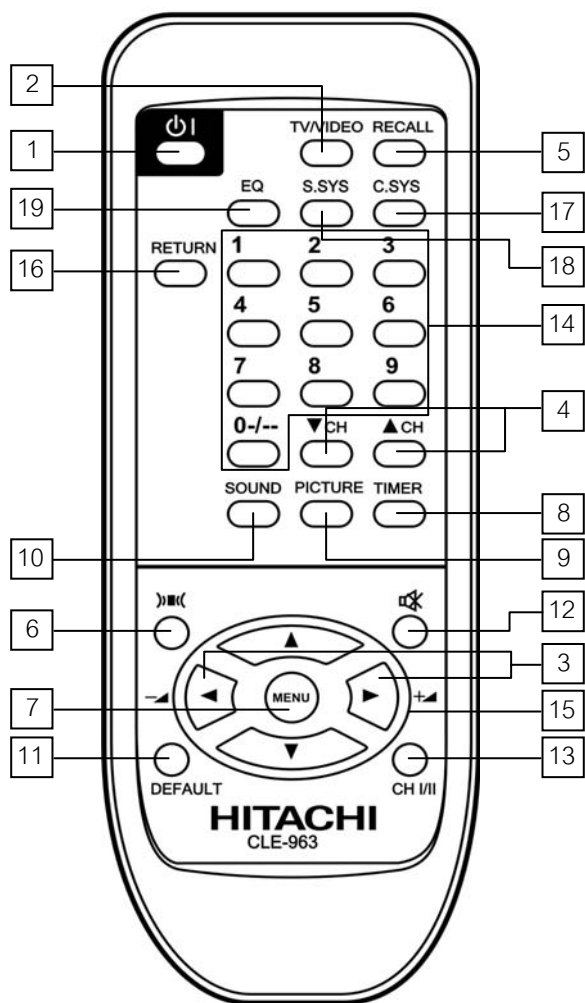 2
TV/VIDEO RECALL
1
5
EQ S.SYS C.SYS
19
17
RETURN
1 2 3
16
18
4 5 6
14
7 8 9
4
0-/-- ▼CH ▲CH
SOUND PICTURE TIMER
8
10
9
6
12
▲
3
7
− ◄ MENU ► +
15
▼
11
13
DEFAULT CH I/II
HITACHI
CLE-963